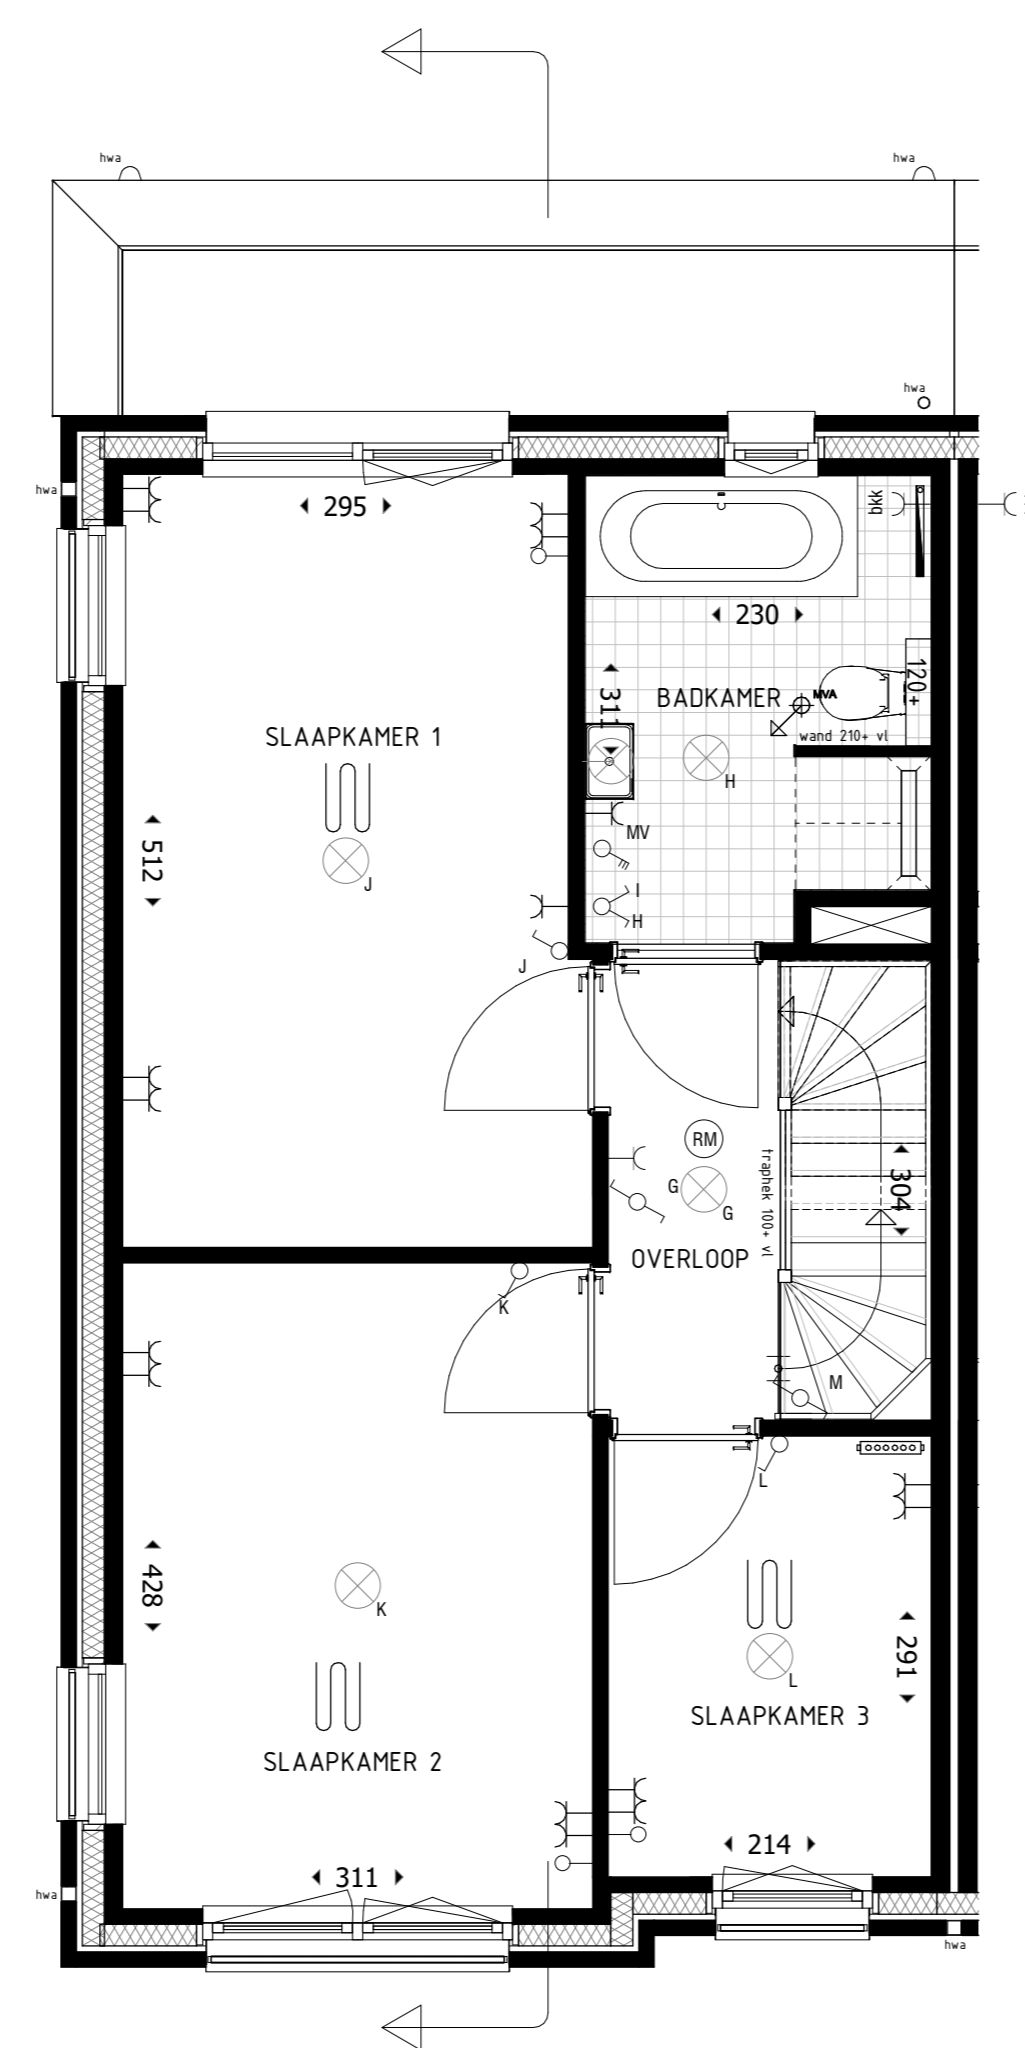 hwa
hwa
hwa
hwa
295
bkk
230
311
BADKAMER
MVA
120+
wand 210+ vl
SLAAPKAMER 1
H
MV
J
512
I
H
J
RM
G
G
traphek 100+ vl
304
OVERLOOP
K
M
L
428
K
291
L
SLAAPKAMER 3
SLAAPKAMER 2
214
311
hwa
hwa